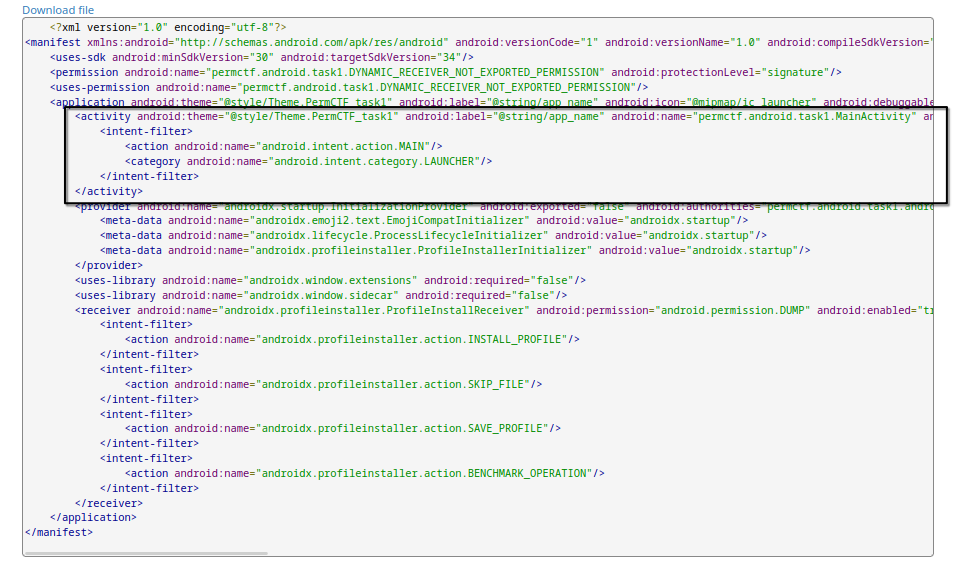 Download file
<?xml version="1.0" encoding="utf-8"?>
<manifest xmlns:android="http://schemas.android.com/apk/res/android" android:versionCode="1" android:versionName="1.0" android:compileSdkVersion="
<uses-sdk android:minSdkVersion="30" android:targetSdkVersion="34"/>
<permission android:name="permctf.android.task1.DYNAMIC_RECEIVER_NOT_EXPORTED_PERMISSION" android:protectionLevel="signature"/>
<uses-permission android:name="permctf.android.task1.DYNAMIC_RECEIVER_NOT_EXPORTED_PERMISSION"/>
<application android:theme="@style/Theme.PermCTF_task1" android:label="@string/app_name" android:icon="@mipmap/ic_launcher" android:debuggable
<activity android:theme="@style/Theme.PermCTF_task1" android:label="@string/app_name" android:name="permctf.android.task1.MainActivity" an
<intent-filter>
<action android:name="android.intent.action.MAIN"/>
<category android:name="android.intent.category.LAUNCHER"/>
</intent-filter>
</activity>
<provider android:name="androidx.startup.InitializationProvider" android:exported="false" android:authorities="permctf.android.task1.andro
<meta-data android:name="androidx.emoji2.text.EmojiCompatInitializer" android:value="androidx.startup"/>
<meta-data android:name="androidx.lifecycle.ProcessLifecycleInitializer" android:value="androidx.startup"/>
<meta-data android:name="androidx.profileinstaller.ProfileInstallerInitializer" android:value="androidx.startup"/>
</provider>
<uses-library android:name="androidx.window.extensions" android:required="false"/>
<uses-library android:name="androidx.window.sidecar" android:required="false"/>
<receiver android:name="androidx.profileinstaller.ProfileInstallReceiver" android:permission="android.permission.DUMP" android:enabled="tr
<intent-filter>
<action android:name="androidx.profileinstaller.action.INSTALL_PROFILE"/>
</intent-filter>
<intent-filter>
<action android:name="androidx.profileinstaller.action.SKIP_FILE"/>
</intent-filter>
<intent-filter>
<action android:name="androidx.profileinstaller.action.SAVE_PROFILE"/>
</intent-filter>
<intent-filter>
<action android:name="androidx.profileinstaller.action.BENCHMARK_OPERATION"/>
</intent-filter>
</receiver>
</application>
</manifest>